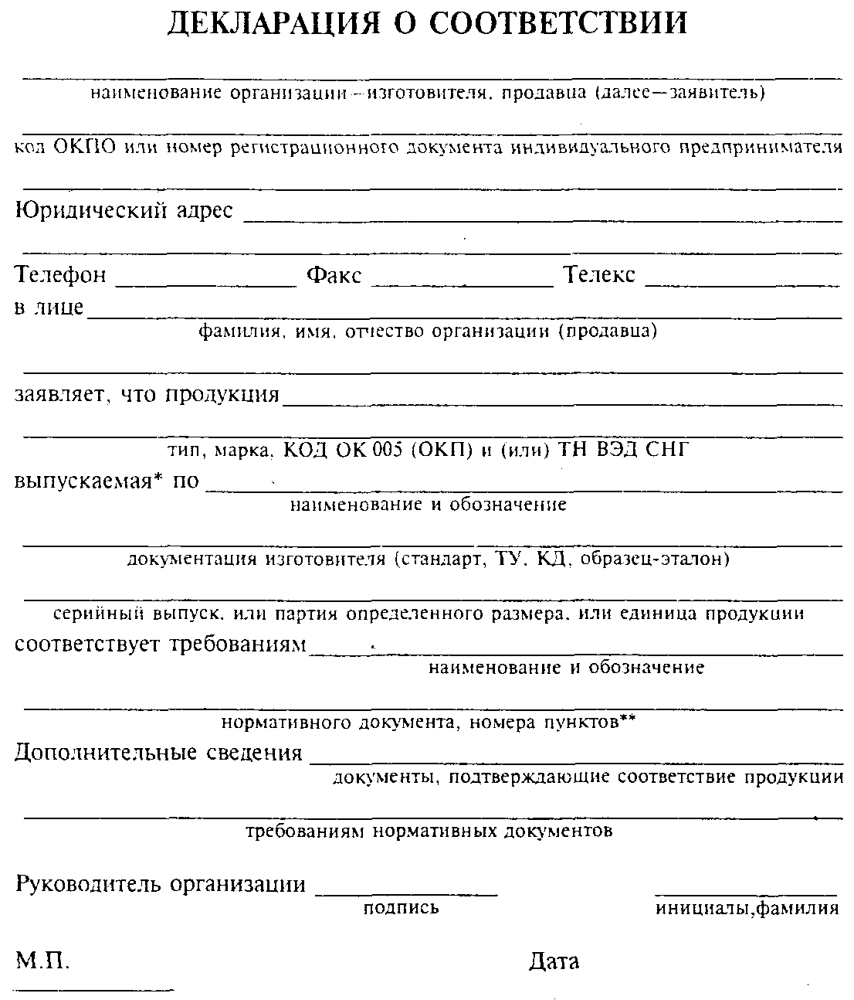 ДЕКЛАРАЦИЯ О СООТВЕТСТВИИ
наименование организации–изготовителя, продавца (далее—заявитель)
код ОКПО или номер регистрационного документа индивидуального предпринимателя
Юридический адрес
Телефон Факс Телекс
в лице
фамилия, имя, отчество организации (продавца)
заявляет, что продукция
тип, марка, КОД ОК 005 (ОКП) и (или) ТН ВЭД СНГ
выпускаемая* по
наименование и обозначение
документация изготовителя (стандарт, ТУ, КД, образец-эталон)
серийный выпуск, или партия определенного размера, или единица продукции
соответствует требованиям
наименование и обозначение
нормативного документа, номера пунктов**
Дополнительные сведения
документы, подтверждающие соответствие продукции
требованиям нормативных документов
Руководитель организации
подпись инициалы,фамилия
М.П. Дата